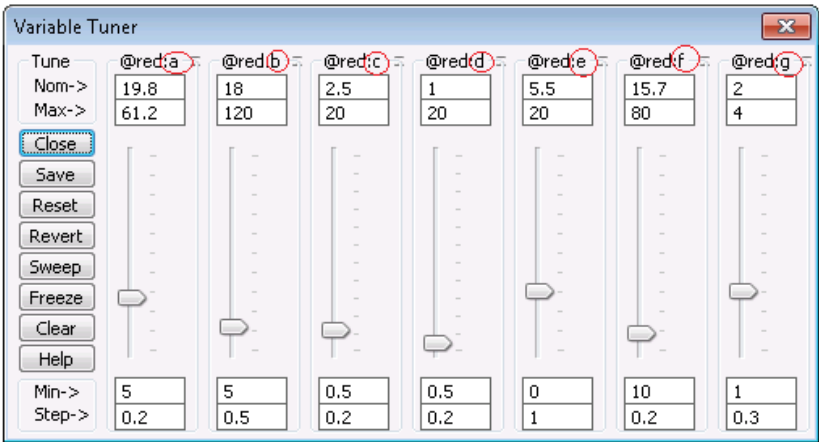 Variable Tuner
Tune @red:a @red:b @red:c @red:d @red:e @red:f @red:g
Nom-> 19.8 18 2.5 1 5.5 15.7 2
Max-> 61.2 120 20 20 20 80 4
Close
Save
Reset
Revert
Sweep
Freeze
Clear
Help
Min-> 5 5 0.5 0.5 0 10 1
Step-> 0.2 0.5 0.2 0.2 1 0.2 0.3